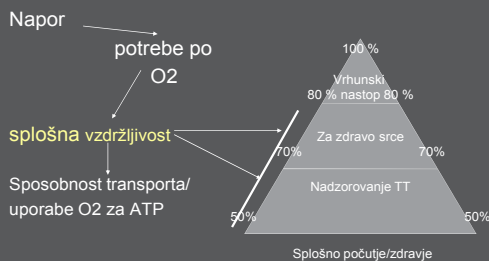 Napor
potrebe po
O2
splošna vzdržljivost
Sposobnost transporta/
uporabe O2 za ATP
100 %
Vrhunski
80 % nastop 80 %
Za zdravo srce
70% 70%
Nadzorovanje TT
50% 50%
Splošno počutje/zdravje